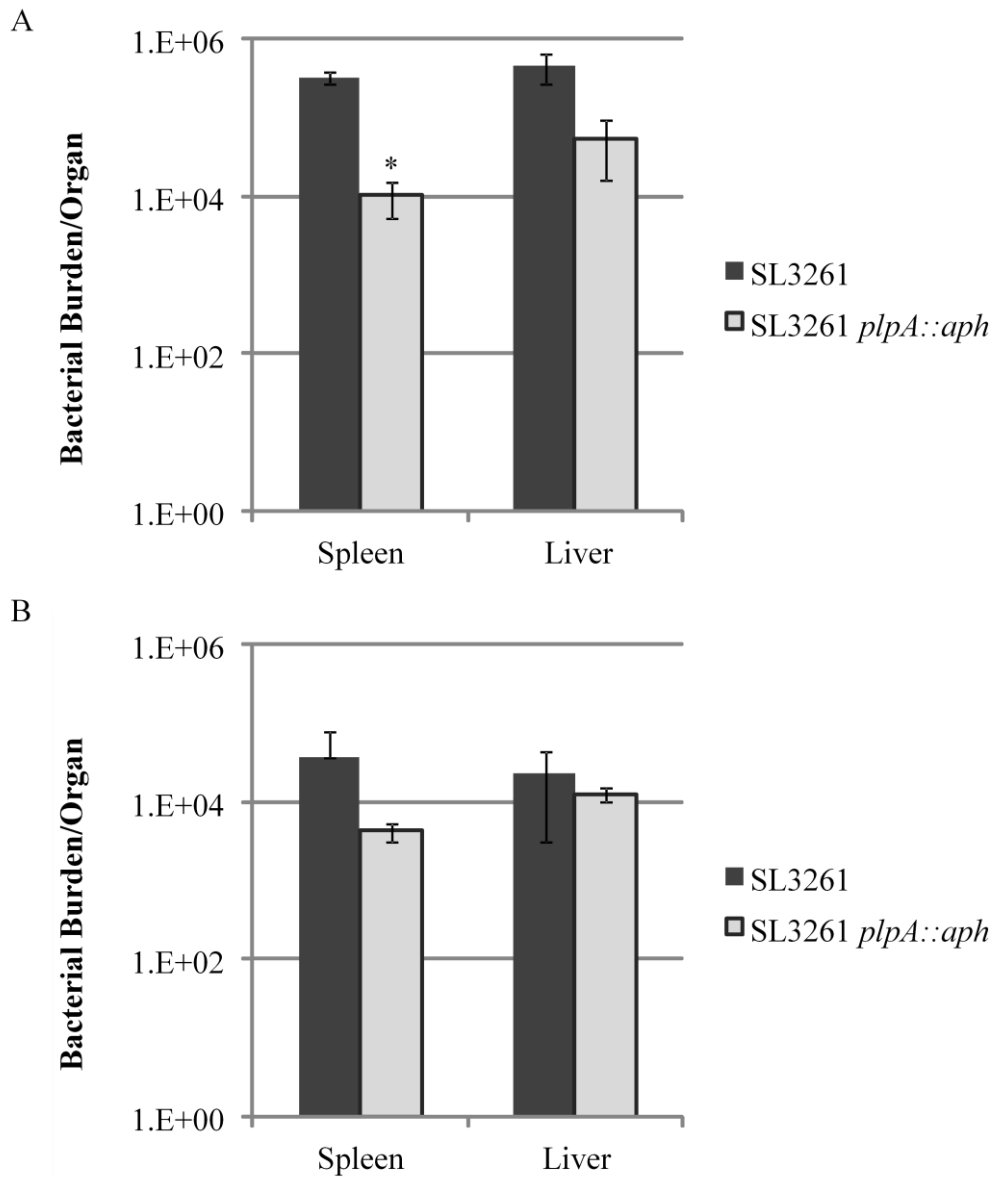 A
1.E+06
1.E+04
1.E+02
1.E+00
Bacterial Burden/Organ
*
Spleen
Liver
SL3261
SL3261 plpA::aph
B
1.E+06
1.E+04
1.E+02
1.E+00
Bacterial Burden/Organ
Spleen
Liver
SL3261
SL3261 plpA::aph